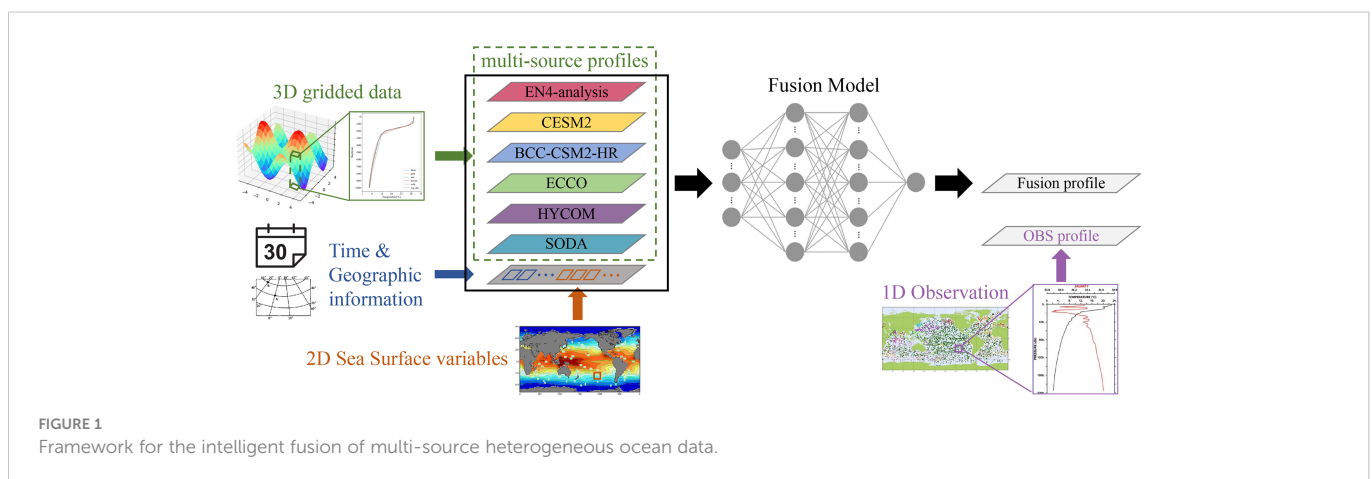 multi-source profiles
3D gridded data
EN4-analysis
CESM2
BCC-CSM2-HR
ECCO
HYCOM
SODA
30
Time &
Geographic
information
2D Sea Surface variables
Fusion Model
Fusion profile
OBS profile
1D Observation
SALINITY
TEMPERATURE (°C)
FIGURE 1
Framework for the intelligent fusion of multi-source heterogeneous ocean data.